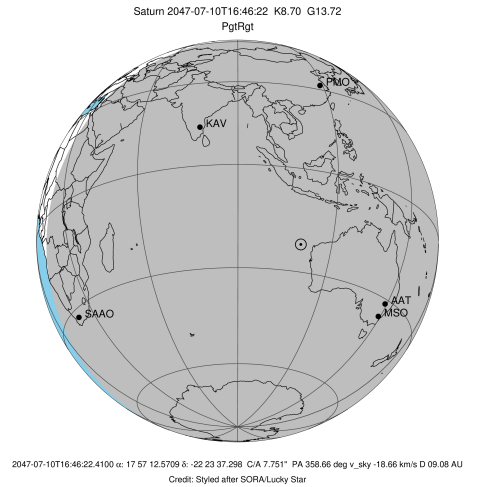 Saturn 2047-07-10T16:46:22 K8.70 G13.72
PgtRgt
PMO
KAV
AAT
MSO
SAAO
2047-07-10T16:46:22.4100 α: 17 57 12.5709 δ: -22 23 37.298 C/A 7.751" PA 358.66 deg v_sky -18.66 km/s D 09.08 AU
Credit: Styled after SORA/Lucky Star